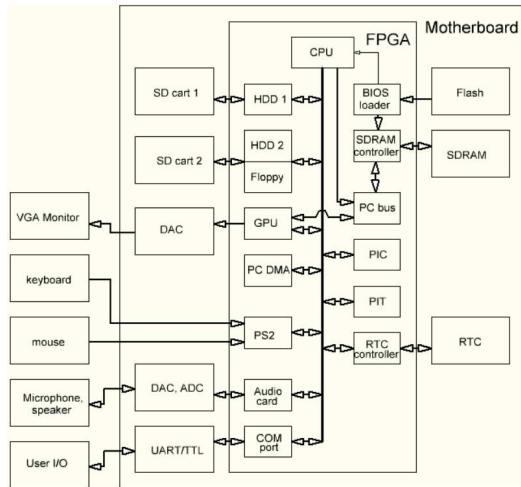 Motherboard
FPGA
CPU
SD cart 1
HDD 1
BIOS
loader
Flash
SD cart 2
HDD 2
Floppy
SDRAM
controller
SDRAM
VGA Monitor
DAC
GPU
PC bus
keyboard
PC DMA
PIC
mouse
PS2
PIT
RTC
controller
RTC
Microphone,
speaker
DAC, ADC
Audio
card
User I/O
UART/TTL
COM
port